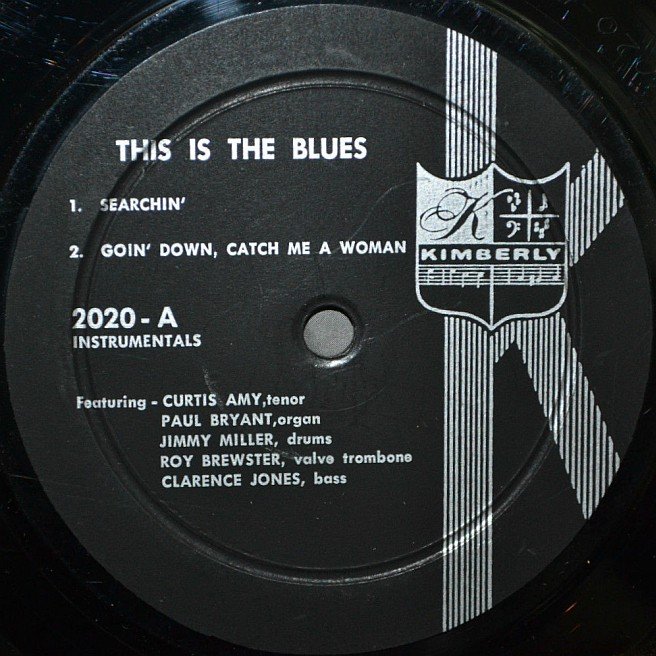 THIS IS THE BLUES
1. SEARCHIN'
2. GOIN' DOWN, CATCH ME A WOMAN
K
KIMBERLY
2020 - A
INSTRUMENTALS
Featuring - CURTIS AMY,tenor
PAUL BRYANT,organ
JIMMY MILLER, drums
ROY BREWSTER, valve trombone
CLARENCE JONES, bass